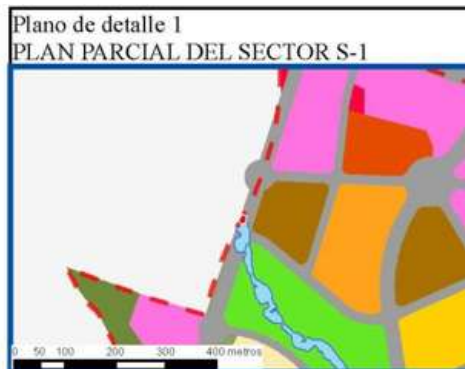 Plano de detalle 1
PLAN PARCIAL DEL SECTOR S-1
0 50 100 200 300 400 metros